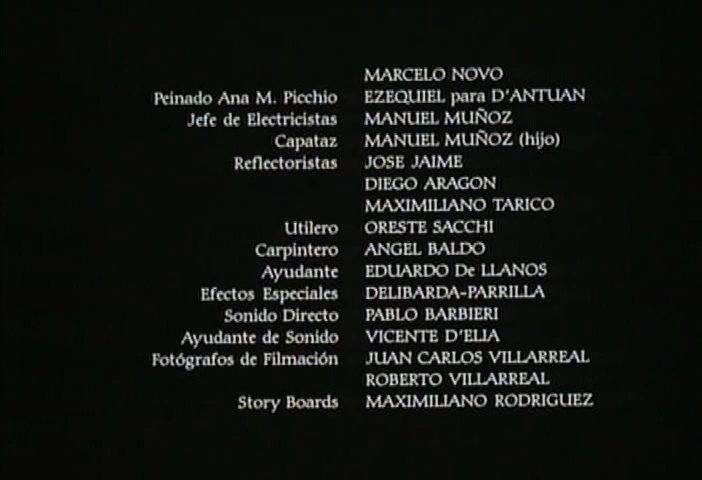 MARCELO NOVO
Peinado Ana M. Picchio EZEQUIEL para D'ANTUAN
Jefe de Electricistas MANUEL MUÑOZ
Capataz MANUEL MUÑOZ (hijo)
Reflectoristas JOSE JAIME
DIEGO ARAGON
MAXIMILIANO TARICO
Utilero ORESTE SACCHI
Carpintero ANGEL BALDO
Ayudante EDUARDO De LLANOS
Efectos Especiales DELIBARDA-PARRILLA
Sonido Directo PABLO BARBIERI
Ayudante de Sonido VICENTE D'ELIA
Fotógrafos de Filmación JUAN CARLOS VILLARREAL
ROBERTO VILLARREAL
Story Boards MAXIMILIANO RODRIGUEZ